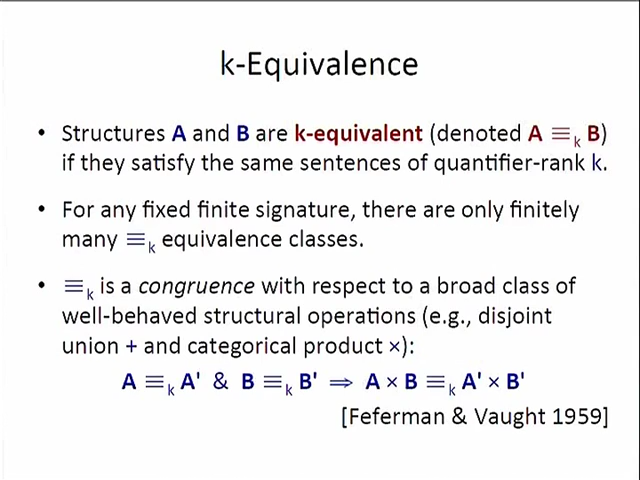 k-Equivalence
• Structures A and B are k-equivalent (denoted A ≡k B)
if they satisfy the same sentences of quantifier-rank k.
• For any fixed finite signature, there are only finitely
many ≡k equivalence classes.
• ≡k is a congruence with respect to a broad class of
well-behaved structural operations (e.g., disjoint
union + and categorical product ×):
A ≡k A' & B ≡k B' ⇒ A × B ≡k A' × B'
[Feferman & Vaught 1959]